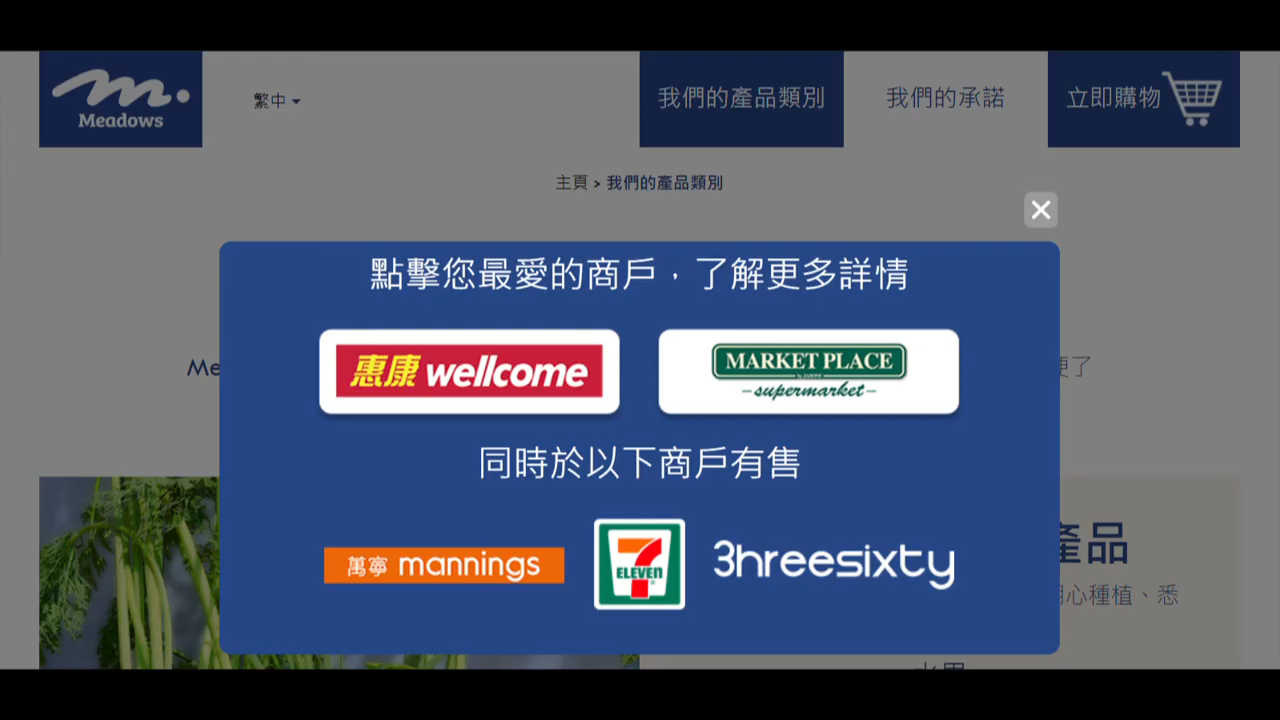 m.
Meadows
繁中
我們的產品類別
我們的承諾
立即購物
主頁 > 我們的產品類別
點擊您最愛的商戶，了解更多詳情
Me
更了
惠康 wellcome
MARKET PLACE
supermarket
同時於以下商戶有售
產品
萬寧 mannings
7
ELEVEN
3hreesixty
心種植、悉